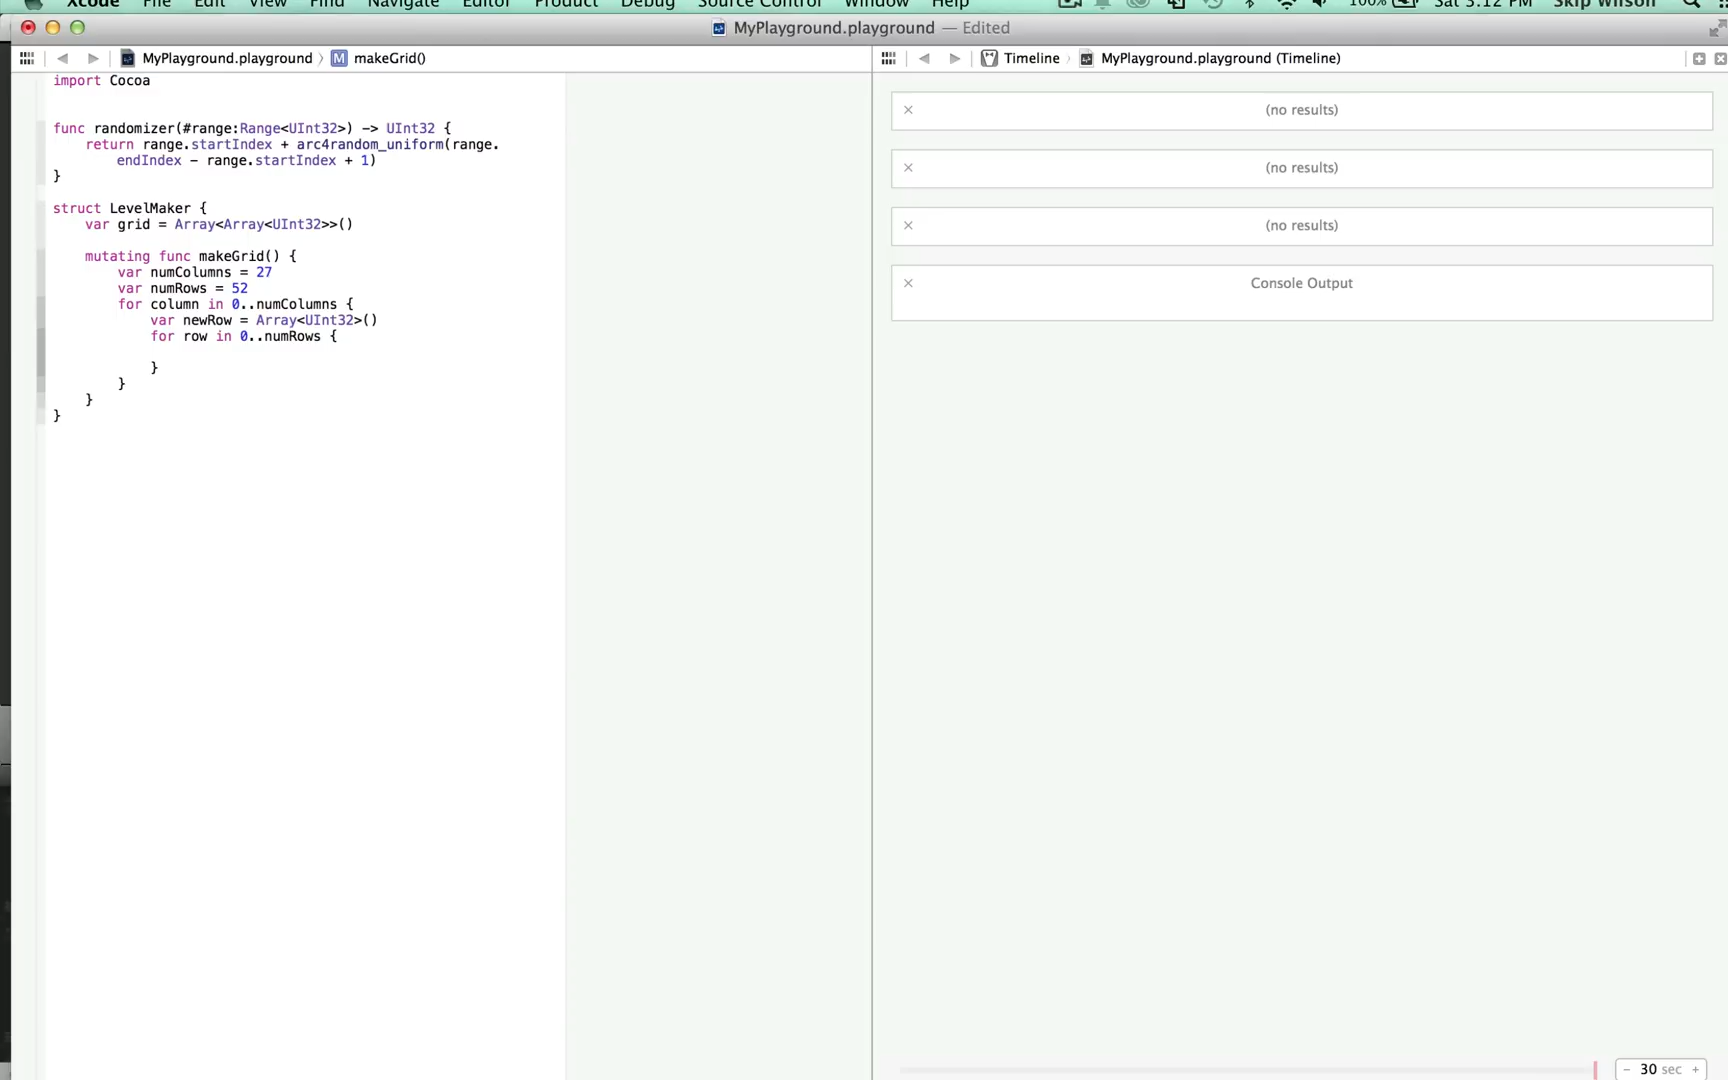 Xcode File Edit View Find Navigate Editor Product Debug Source Control Window Help 100% Sat 3:12 PM Skip Wilson
MyPlayground.playground — Edited
MyPlayground.playground 〉 M makeGrid()
Timeline 〉 MyPlayground.playground (Timeline)
import Cocoa
func randomizer(#range:Range<UInt32>) -> UInt32 {
return range.startIndex + arc4random_uniform(range.
endIndex - range.startIndex + 1)
}
struct LevelMaker {
var grid = Array<Array<UInt32>>()
mutating func makeGrid() {
var numColumns = 27
var numRows = 52
for column in 0..numColumns {
var newRow = Array<UInt32>()
for row in 0..numRows {
}
}
}
}
(no results)
(no results)
(no results)
Console Output
- 30 sec +